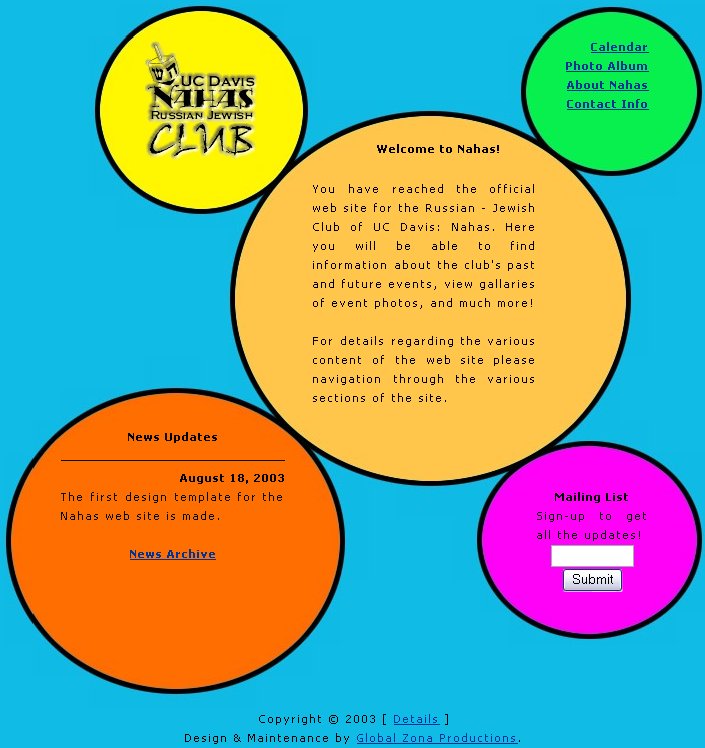 UC Davis
Nahas
Russian Jewish
CLUB
Calendar
Photo Album
About Nahas
Contact Info
Welcome to Nahas!
You have reached the official
web site for the Russian - Jewish
Club of UC Davis: Nahas. Here
you will be able to find
information about the club's past
and future events, view gallaries
of event photos, and much more!
For details regarding the various
content of the web site please
navigation through the various
sections of the site.
News Updates
August 18, 2003
The first design template for the
Nahas web site is made.
News Archive
Mailing List
Sign-up to get
all the updates!
Submit
Copyright © 2003 [ Details ]
Design & Maintenance by Global Zona Productions.